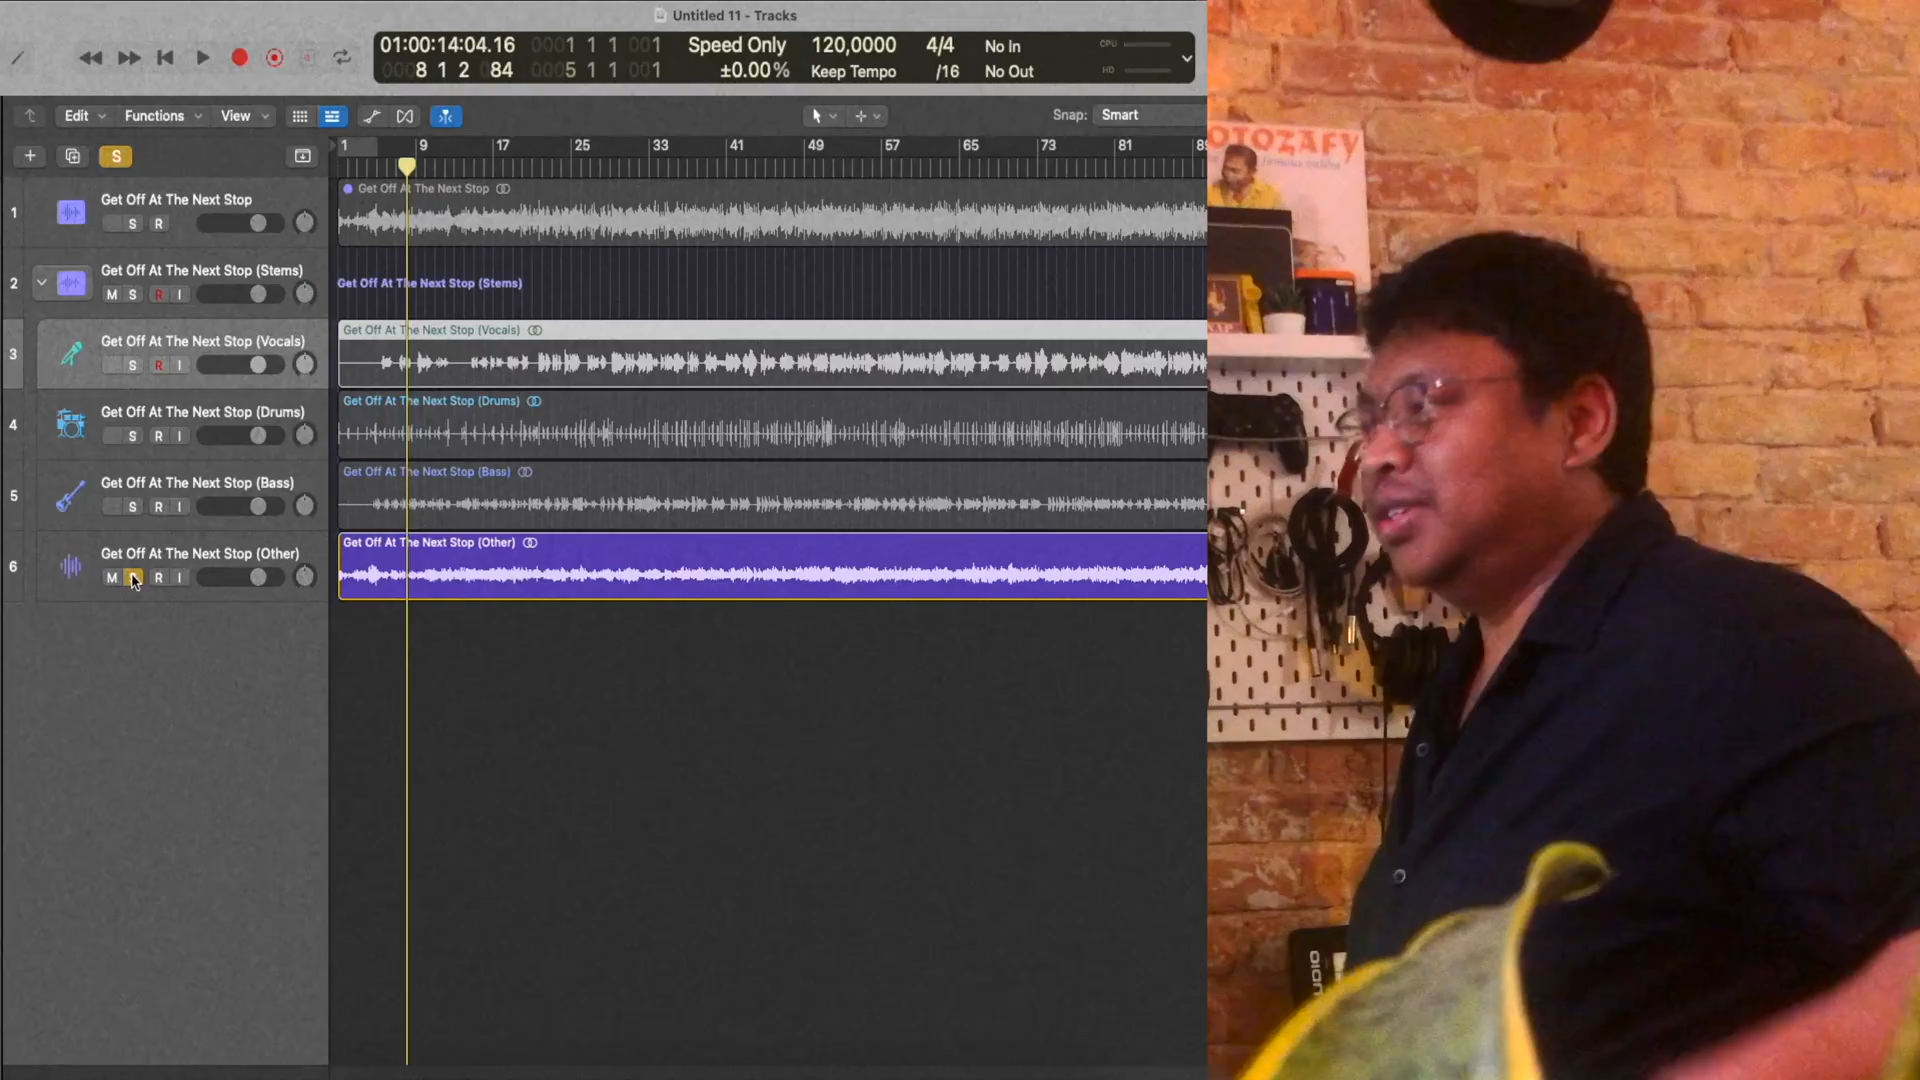 Untitled 11 - Tracks
01:00:14:04.16 0001 1 1 001 Speed Only 120,0000 4/4 No In CPU
0008 1 2 084 0005 1 1 001 ±0.00% Keep Tempo /16 No Out HD
Edit Functions View Snap: Smart
S
1 9 17 25 33 41 49 57 65 73 81 89
1 Get Off At The Next Stop
S R
Get Off At The Next Stop
2 Get Off At The Next Stop (Stems)
M S R I
Get Off At The Next Stop (Stems)
3 Get Off At The Next Stop (Vocals)
S R I
Get Off At The Next Stop (Vocals)
4 Get Off At The Next Stop (Drums)
S R I
Get Off At The Next Stop (Drums)
5 Get Off At The Next Stop (Bass)
S R I
Get Off At The Next Stop (Bass)
6 Get Off At The Next Stop (Other)
M S R I
Get Off At The Next Stop (Other)
OTOZAFY